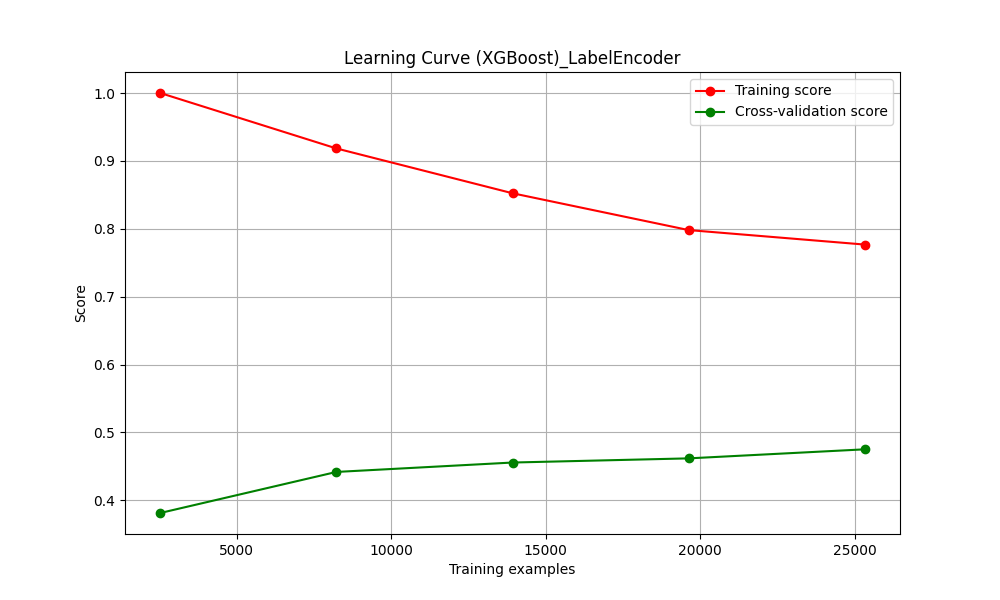 Learning Curve (XGBoost)_LabelEncoder
Training score
Cross-validation score
1.0
0.9
0.8
0.7
0.6
0.5
0.4
Score
5000 10000 15000 20000 25000
Training examples